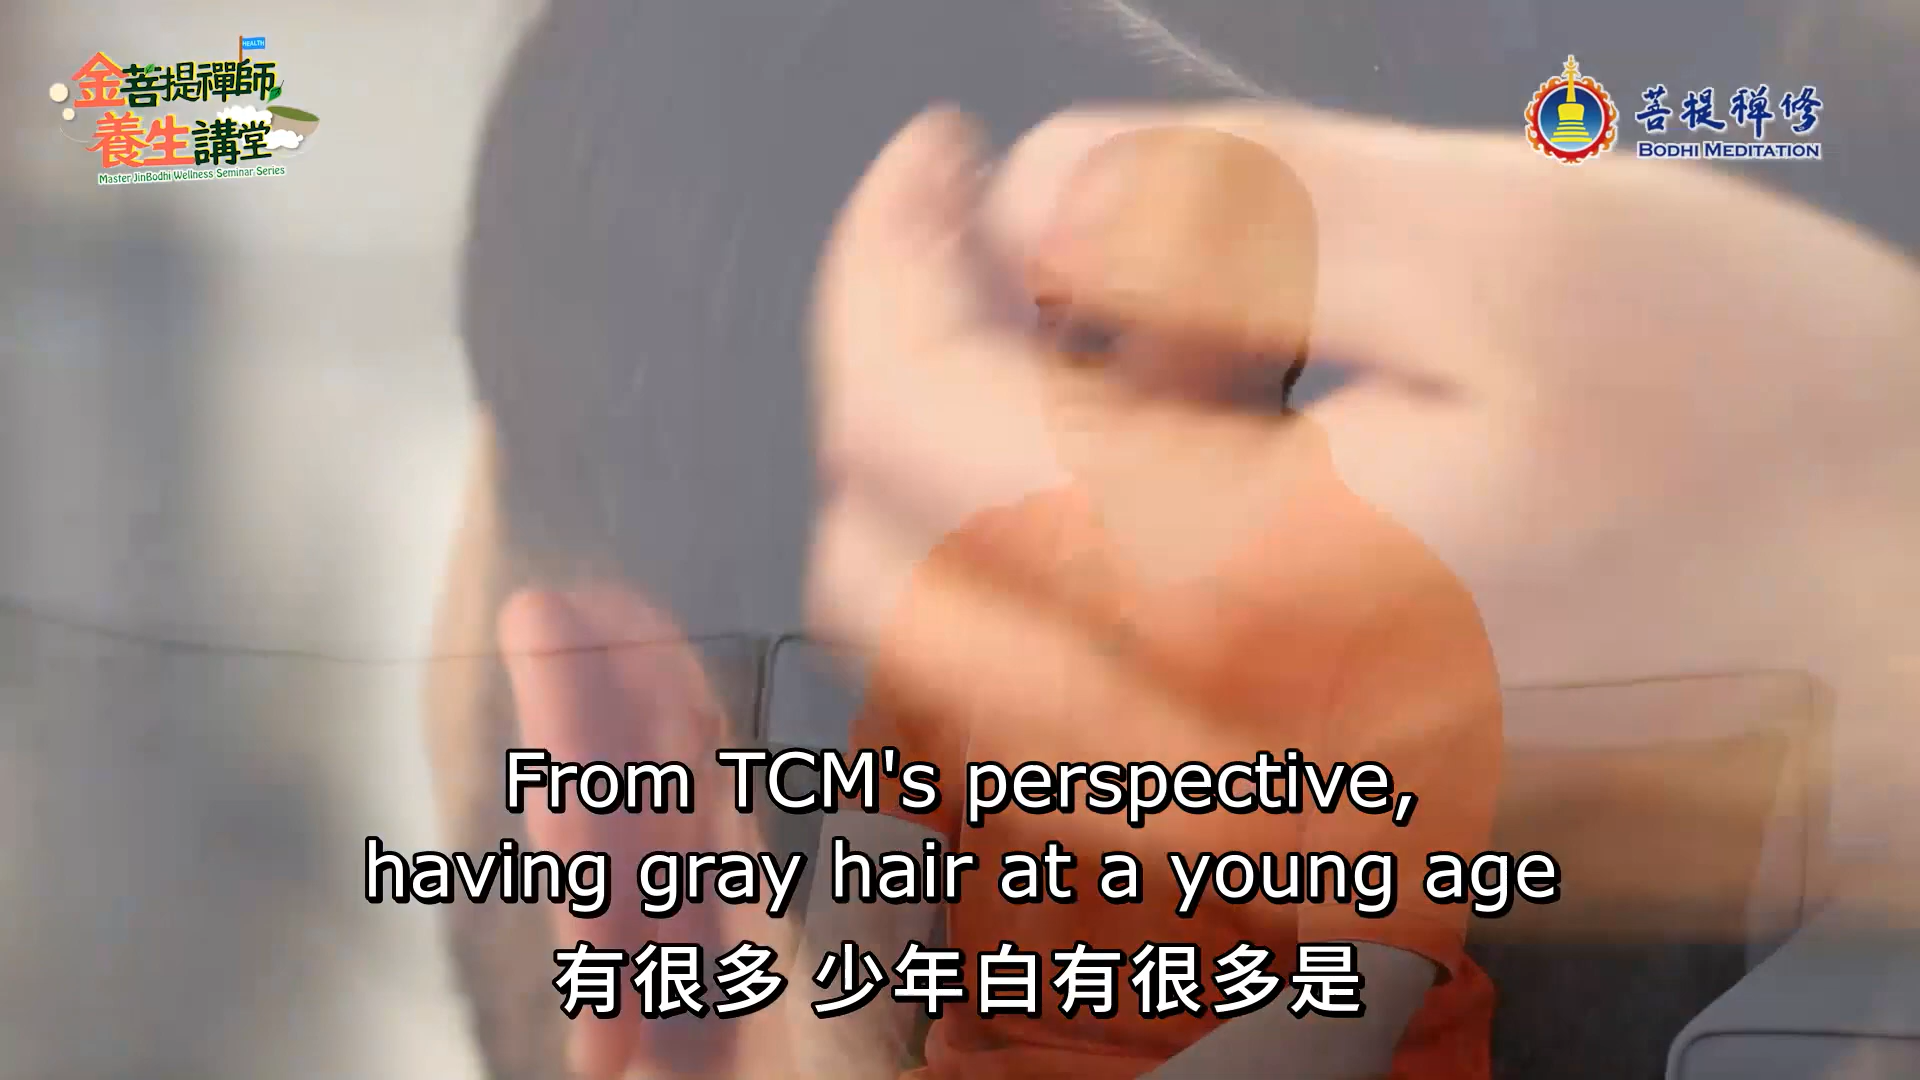 HEALTH
金菩提禪師
養生講堂
Master JinBodhi Wellness Seminar Series
菩提禪修
BODHI MEDITATION
From TCM's perspective,
having gray hair at a young age
有很多 少年白有很多是